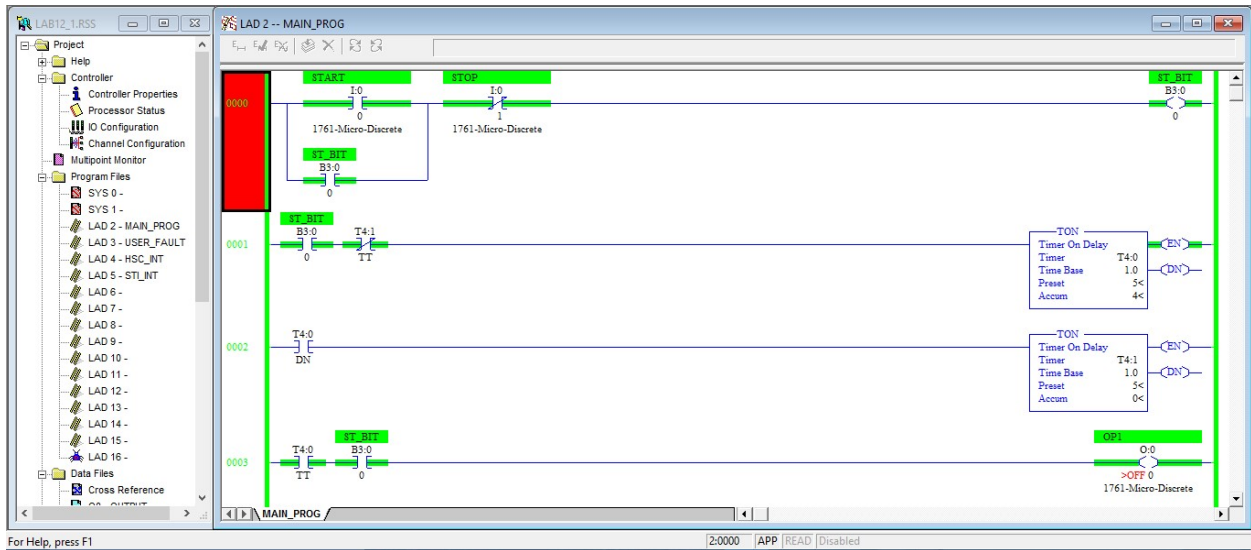 LAB12_1.RSS
Project
Help
Controller
Controller Properties
Processor Status
IO Configuration
Channel Configuration
Multipoint Monitor
Program Files
SYS 0 -
SYS 1 -
LAD 2 - MAIN_PROG
LAD 3 - USER_FAULT
LAD 4 - HSC_INT
LAD 5 - STI_INT
LAD 6 -
LAD 7 -
LAD 8 -
LAD 9 -
LAD 10 -
LAD 11 -
LAD 12 -
LAD 13 -
LAD 14 -
LAD 15 -
LAD 16 -
Data Files
Cross Reference
LAD 2 -- MAIN_PROG
START STOP ST_BIT
I:0 I:0 B3:0
0000
0 1 0
1761-Micro-Discrete 1761-Micro-Discrete
ST_BIT
B3:0
0
ST_BIT
B3:0 T4:1
0001
0 TT
TON
Timer On Delay EN
Timer T4:0
Time Base 1.0 DN
Preset 5<
Accum 4<
T4:0
0002
DN
TON
Timer On Delay EN
Timer T4:1
Time Base 1.0 DN
Preset 5<
Accum 0<
ST_BIT OP1
T4:0 B3:0 O:0
0003
TT 0 >OFF 0
1761-Micro-Discrete
MAIN_PROG
For Help, press F1
2:0000 APP READ Disabled